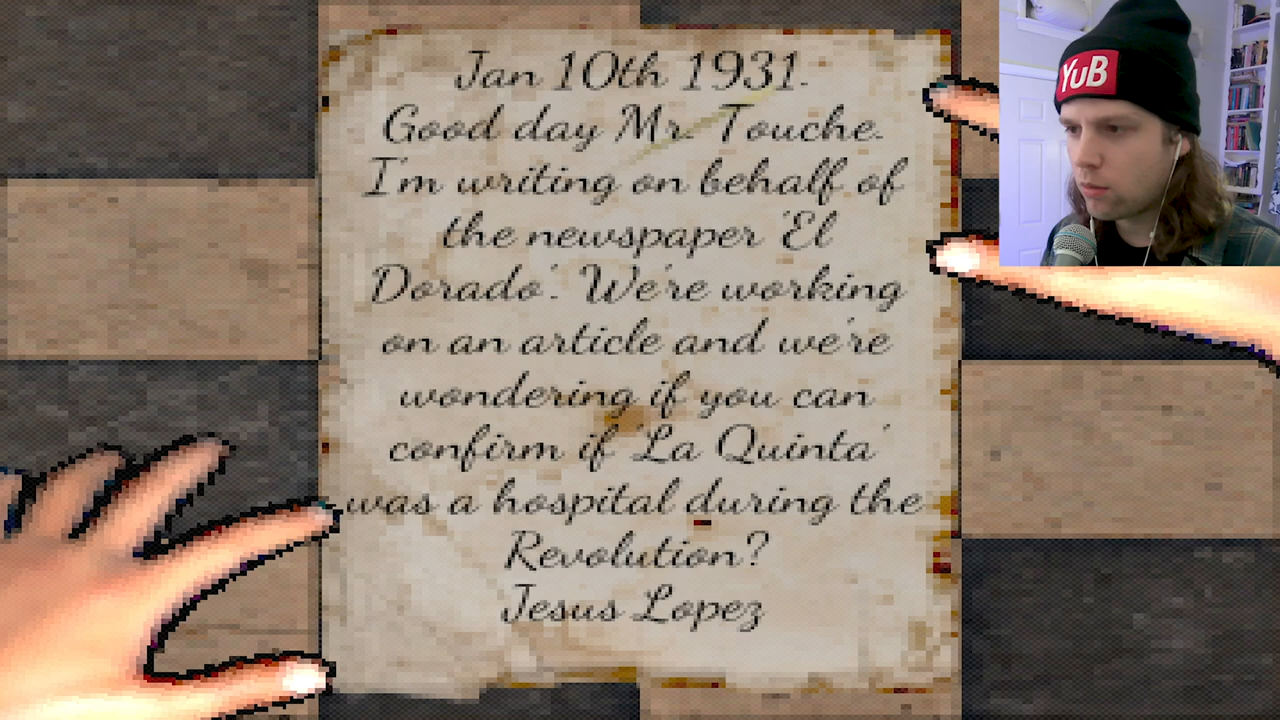 Jan 10th 1931.
Good day Mr. Touche.
I'm writing on behalf of
the newspaper 'El
Dorado'. We're working
on an article and we're
wondering if you can
confirm if 'La Quinta'
was a hospital during the
Revolution?
Jesus Lopez
YuB